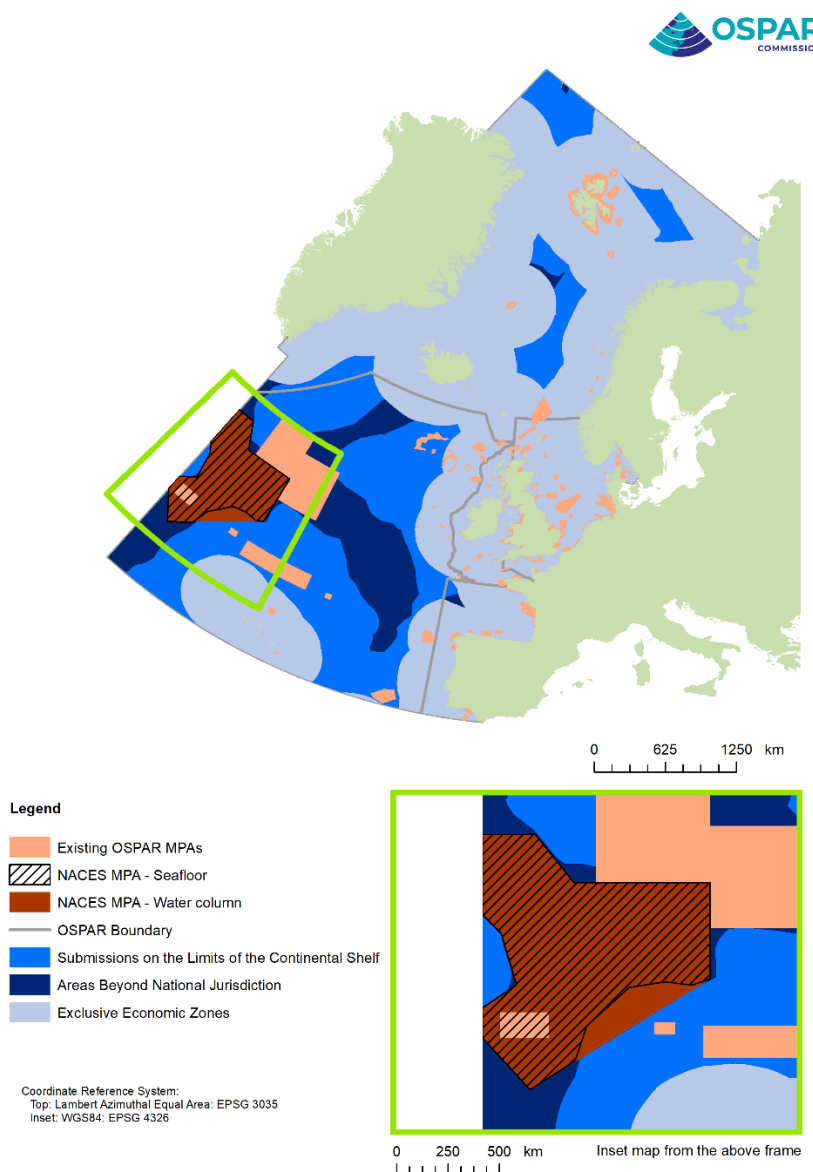 OSPAR
COMMISSION
0 625 1250 km
Legend
Existing OSPAR MPAs
NACES MPA - Seafloor
NACES MPA - Water column
OSPAR Boundary
Submissions on the Limits of the Continental Shelf
Areas Beyond National Jurisdiction
Exclusive Economic Zones
Coordinate Reference System:
Top: Lambert Azimuthal Equal Area: EPSG 3035
Inset: WGS84: EPSG 4326
0 250 500 km
Inset map from the above frame